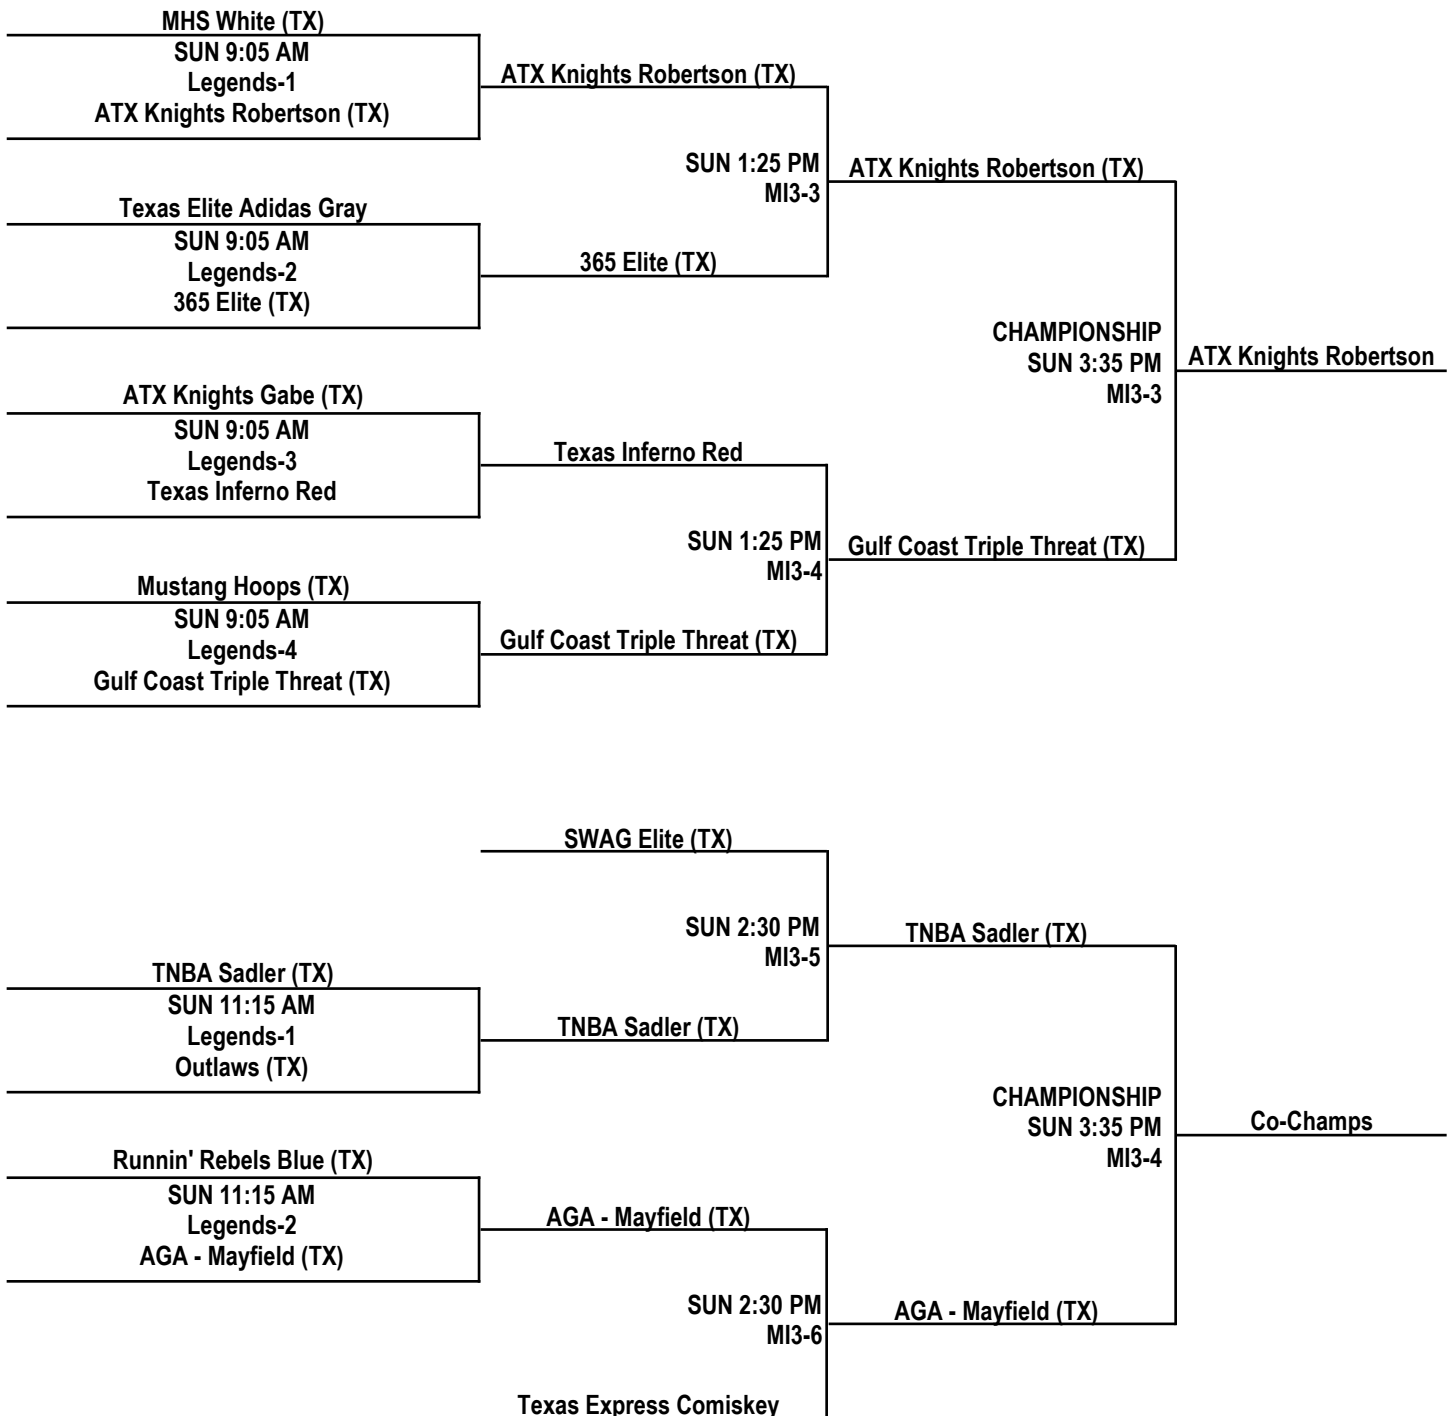 MHS White (TX)
SUN 9:05 AM
Legends-1
ATX Knights Robertson (TX)
ATX Knights Robertson (TX)
SUN 1:25 PM
MI3-3
ATX Knights Robertson (TX)
Texas Elite Adidas Gray
SUN 9:05 AM
Legends-2
365 Elite (TX)
365 Elite (TX)
CHAMPIONSHIP
SUN 3:35 PM
MI3-3
ATX Knights Robertson
ATX Knights Gabe (TX)
SUN 9:05 AM
Legends-3
Texas Inferno Red
Texas Inferno Red
SUN 1:25 PM
MI3-4
Gulf Coast Triple Threat (TX)
Mustang Hoops (TX)
SUN 9:05 AM
Legends-4
Gulf Coast Triple Threat (TX)
Gulf Coast Triple Threat (TX)
SWAG Elite (TX)
SUN 2:30 PM
MI3-5
TNBA Sadler (TX)
TNBA Sadler (TX)
SUN 11:15 AM
Legends-1
Outlaws (TX)
TNBA Sadler (TX)
CHAMPIONSHIP
SUN 3:35 PM
MI3-4
Co-Champs
Runnin' Rebels Blue (TX)
SUN 11:15 AM
Legends-2
AGA - Mayfield (TX)
AGA - Mayfield (TX)
SUN 2:30 PM
MI3-6
AGA - Mayfield (TX)
Texas Express Comiskey